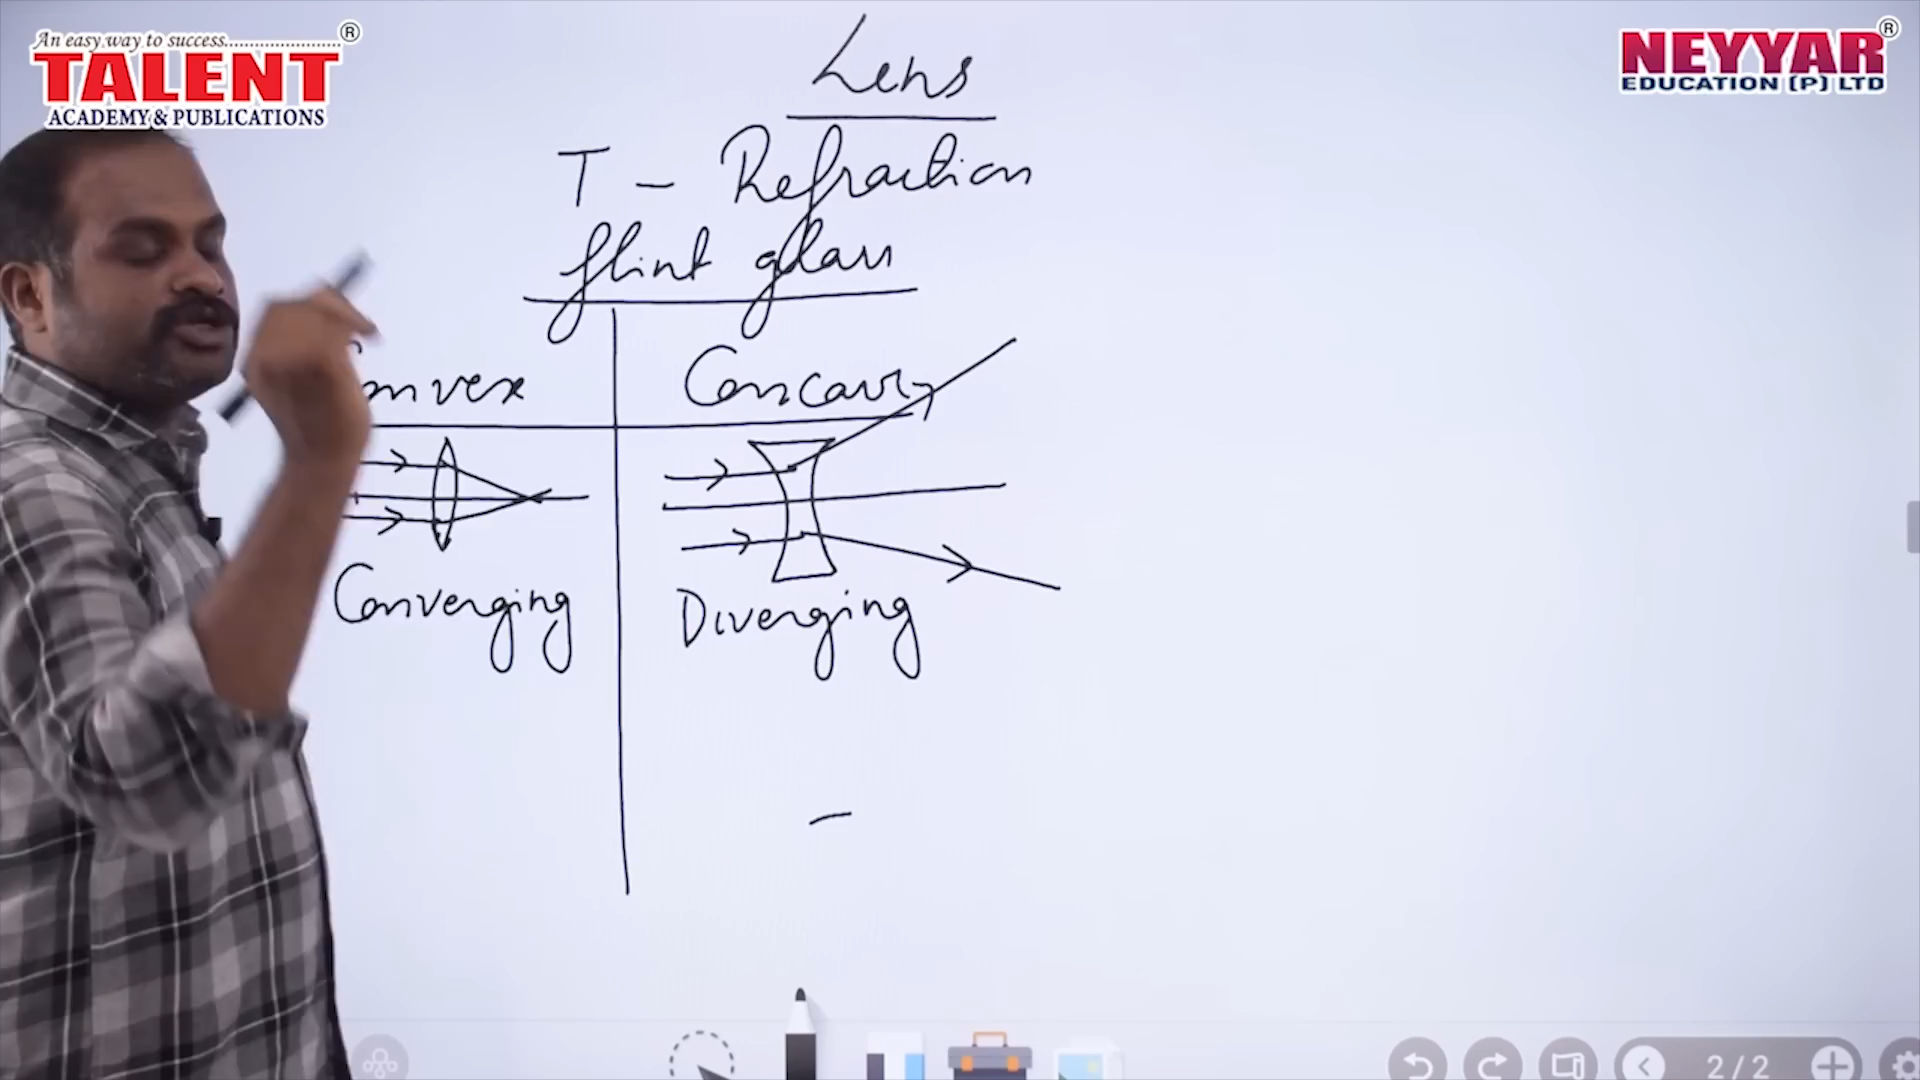 An easy way to success........................®
TALENT
ACADEMY & PUBLICATIONS
NEYYAR®
EDUCATION (P) LTD
Lens
T - Refraction
flint glass
Concave
Converging
Diverging
2/2